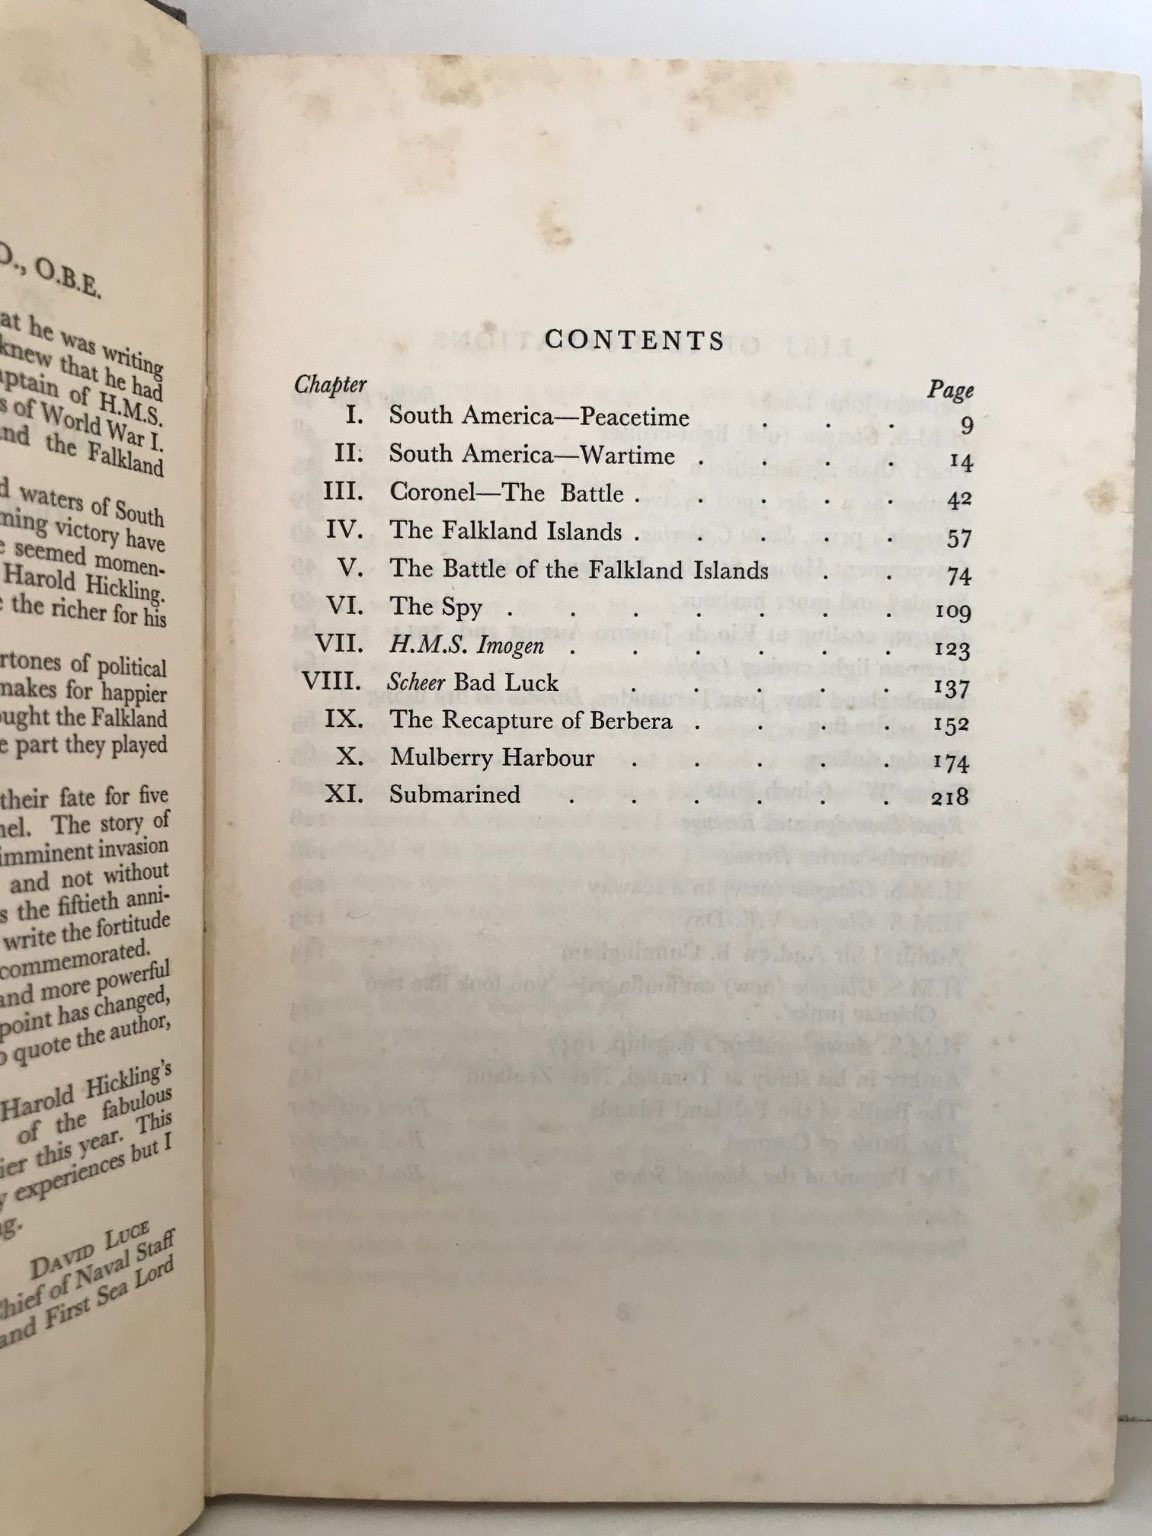 O., O.B.E.
at he was writing
knew that he had
ptain of H.M.S.
s of World War I.
nd the Falkland
d waters of South
ning victory have
e seemed momen-
Harold Hickling.
e the richer for his
rtones of political
makes for happier
ought the Falkland
e part they played
their fate for five
nel. The story of
imminent invasion
and not without
s the fiftieth anni-
write the fortitude
commemorated.
and more powerful
point has changed,
o quote the author,
Harold Hickling's
of the fabulous
ier this year. This
y experiences but I
ng.
David Luce
Chief of Naval Staff
and First Sea Lord
CONTENTS
Chapter Page
I. South America—Peacetime . . . 9
II. South America—Wartime . . . . 14
III. Coronel—The Battle . . . . . 42
IV. The Falkland Islands . . . . . 57
V. The Battle of the Falkland Islands . . 74
VI. The Spy . . . . . . . 109
VII. H.M.S. Imogen . . . . . . 123
VIII. Scheer Bad Luck . . . . . 137
IX. The Recapture of Berbera . . . . 152
X. Mulberry Harbour . . . . . 174
XI. Submarined . . . . . . 218